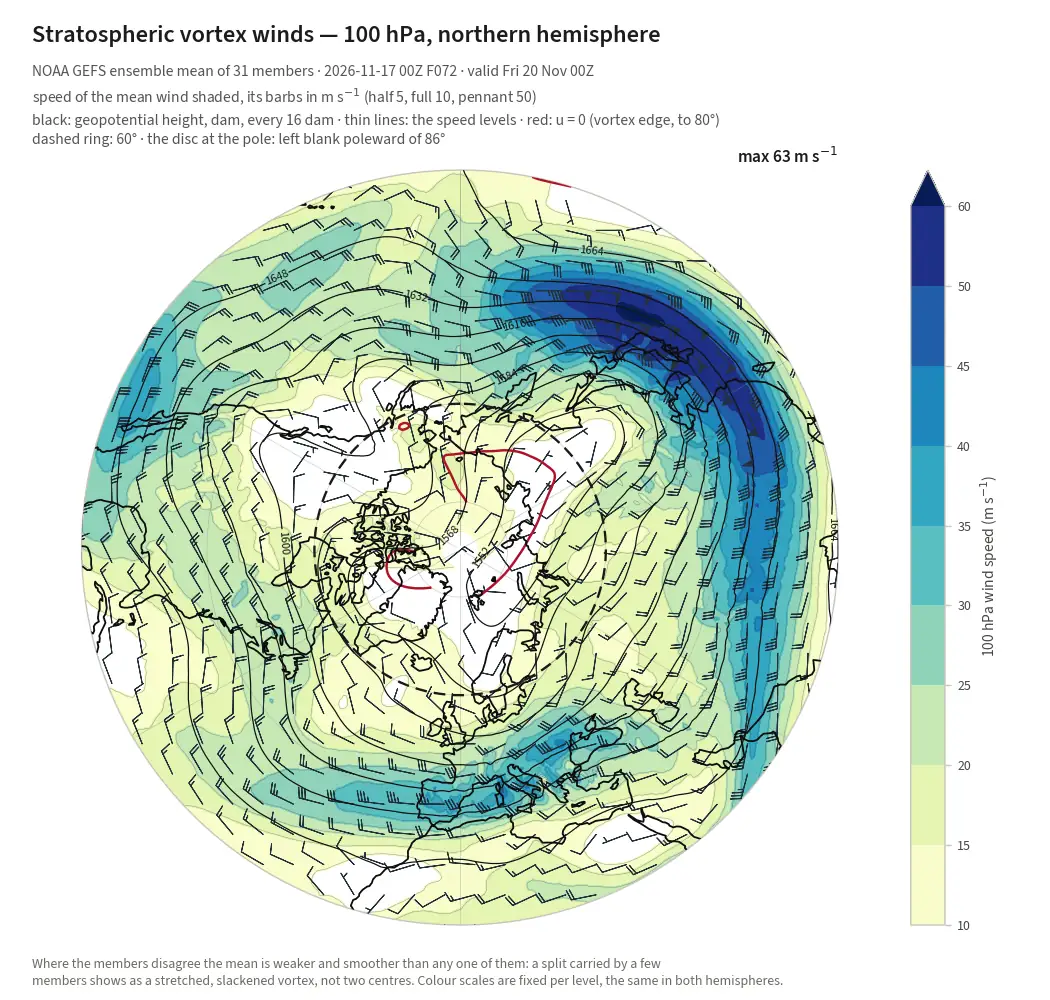 Stratospheric vortex winds — 100 hPa, northern hemisphere
NOAA GEFS ensemble mean of 31 members · 2026-11-17 00Z F072 · valid Fri 20 Nov 00Z
speed of the mean wind shaded, its barbs in m s⁻¹ (half 5, full 10, pennant 50)
black: geopotential height, dam, every 16 dam · thin lines: the speed levels · red: u = 0 (vortex edge, to 80°)
dashed ring: 60° · the disc at the pole: left blank poleward of 86°
max 63 m s⁻¹
1664
1648
1632
1616
1584
1600
1568
1552
60
50
45
40
35
30
25
20
15
10
100 hPa wind speed (m s⁻¹)
Where the members disagree the mean is weaker and smoother than any one of them: a split carried by a few
members shows as a stretched, slackened vortex, not two centres. Colour scales are fixed per level, the same in both hemispheres.